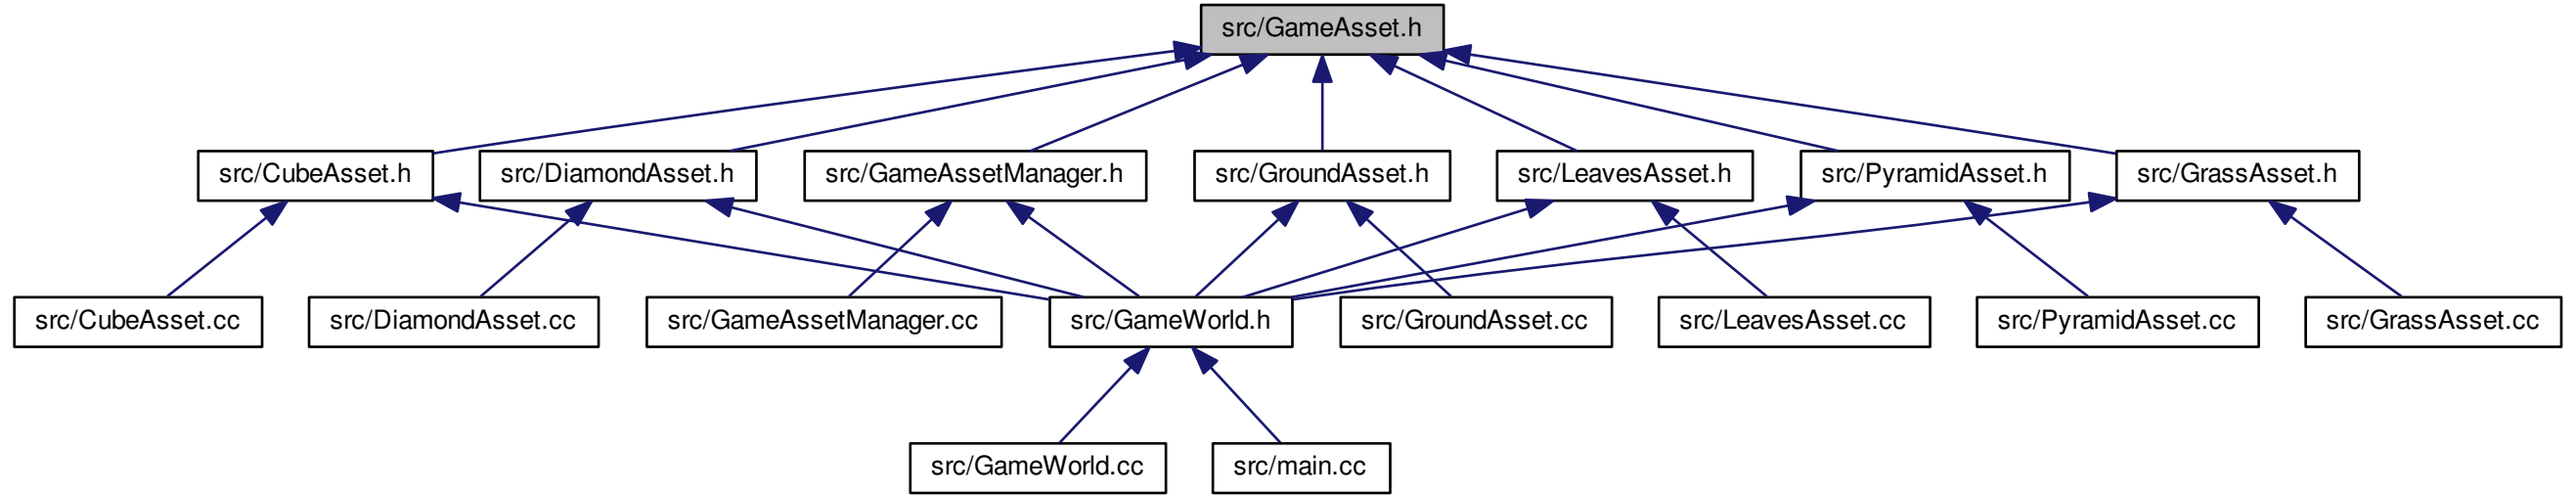 src/GameAsset.h
src/CubeAsset.h
src/DiamondAsset.h
src/GameAssetManager.h
src/GroundAsset.h
src/LeavesAsset.h
src/PyramidAsset.h
src/GrassAsset.h
src/CubeAsset.cc
src/DiamondAsset.cc
src/GameAssetManager.cc
src/GameWorld.h
src/GroundAsset.cc
src/LeavesAsset.cc
src/PyramidAsset.cc
src/GrassAsset.cc
src/GameWorld.cc
src/main.cc